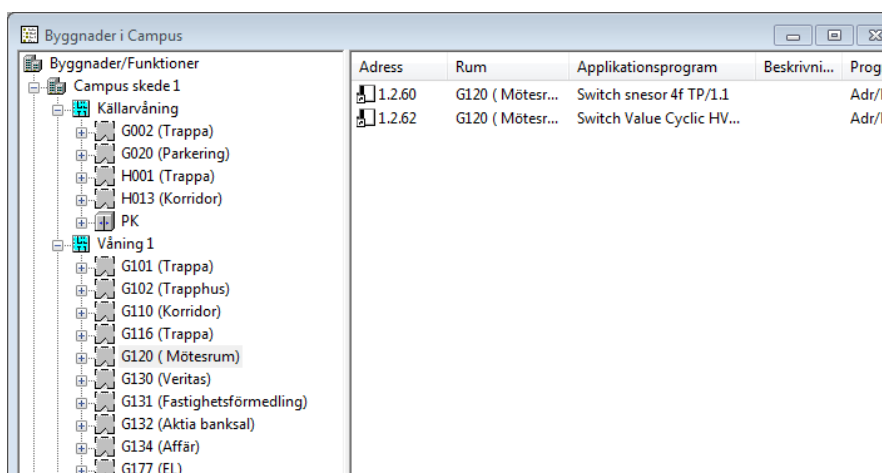 Byggnader i Campus
Byggnader/Funktioner
Campus skede 1
Källarvåning
G002 (Trappa)
G020 (Parkering)
H001 (Trappa)
H013 (Korridor)
PK
Våning 1
G101 (Trappa)
G102 (Trapphus)
G110 (Korridor)
G116 (Trappa)
G120 ( Mötesrum)
G130 (Veritas)
G131 (Fastighetsförmedling)
G132 (Aktia banksal)
G134 (Affär)
G177 (EL)
Adress Rum Applikationsprogram Beskrivni... Prog
1.2.60 G120 ( Mötesr... Switch snesor 4f TP/1.1 Adr/
1.2.62 G120 ( Mötesr... Switch Value Cyclic HV... Adr/